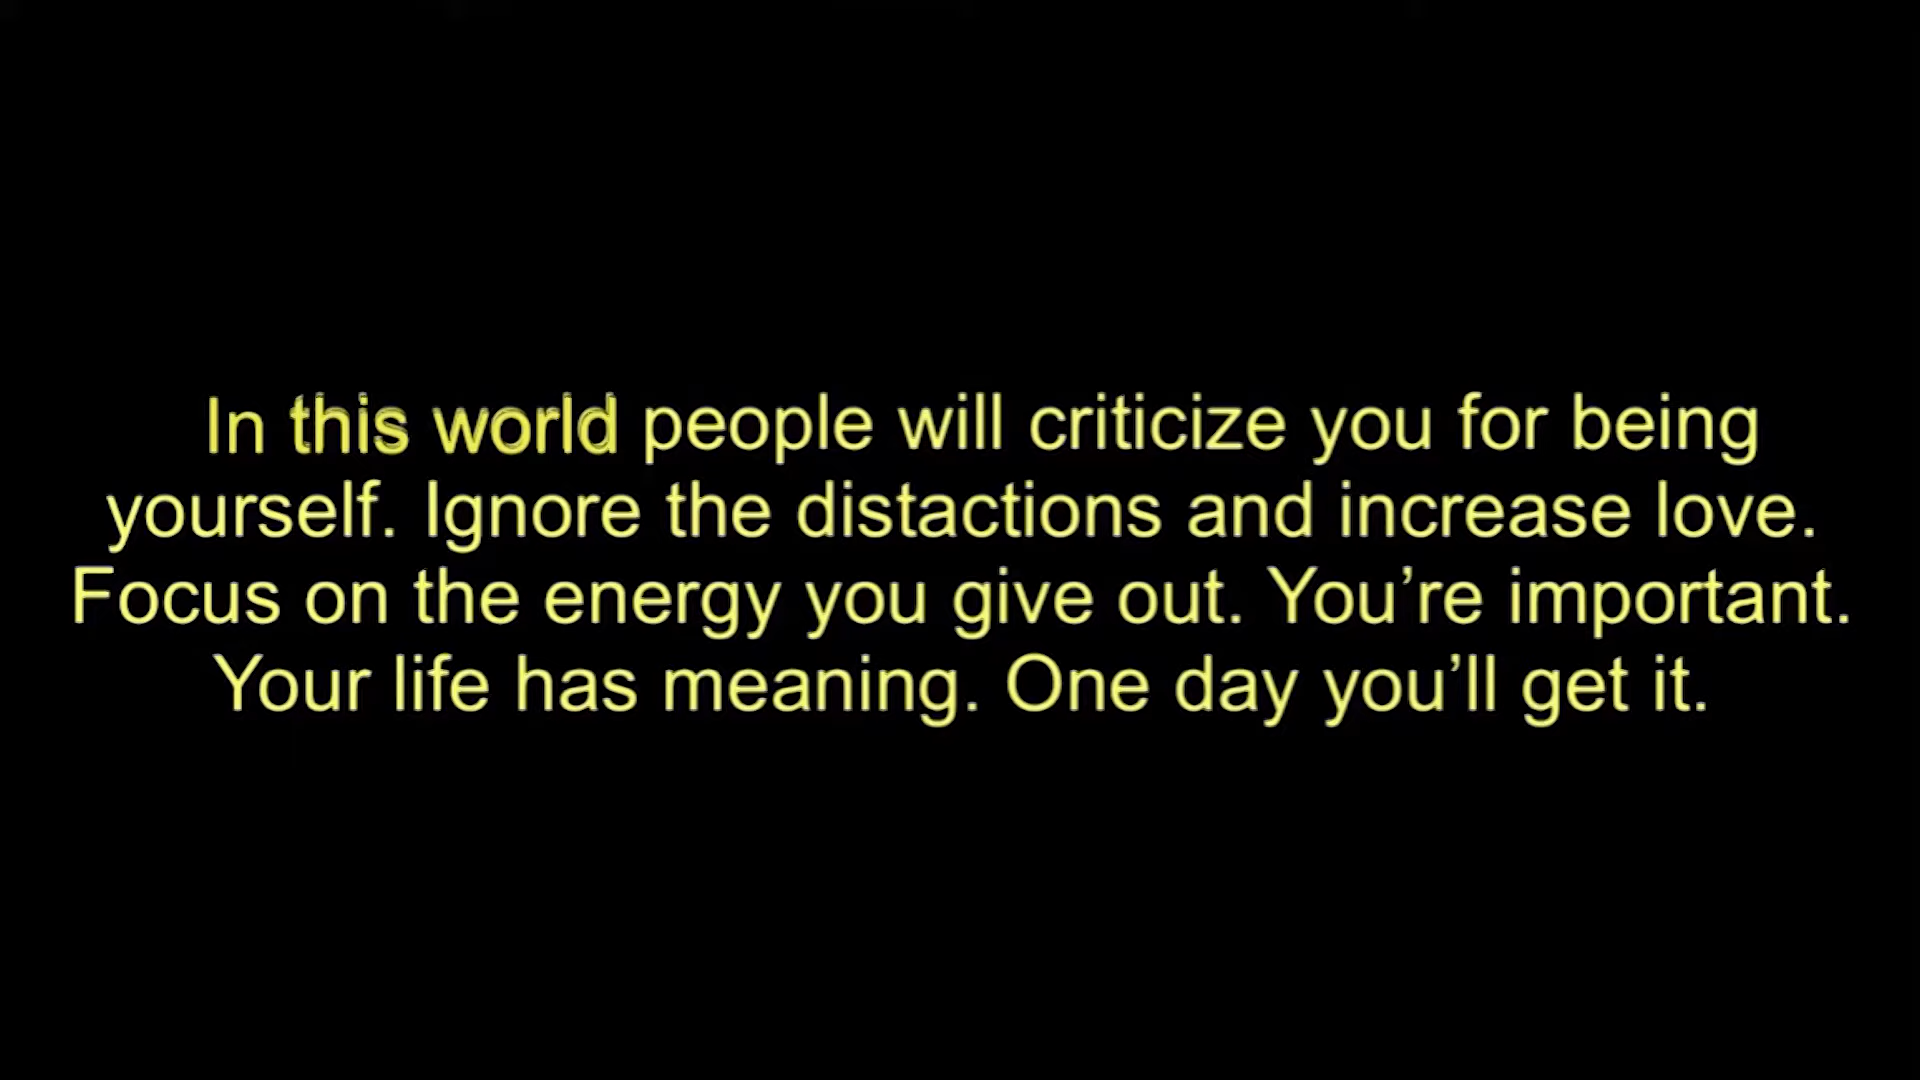 In this world people will criticize you for being
yourself. Ignore the distactions and increase love.
Focus on the energy you give out. You’re important.
Your life has meaning. One day you’ll get it.